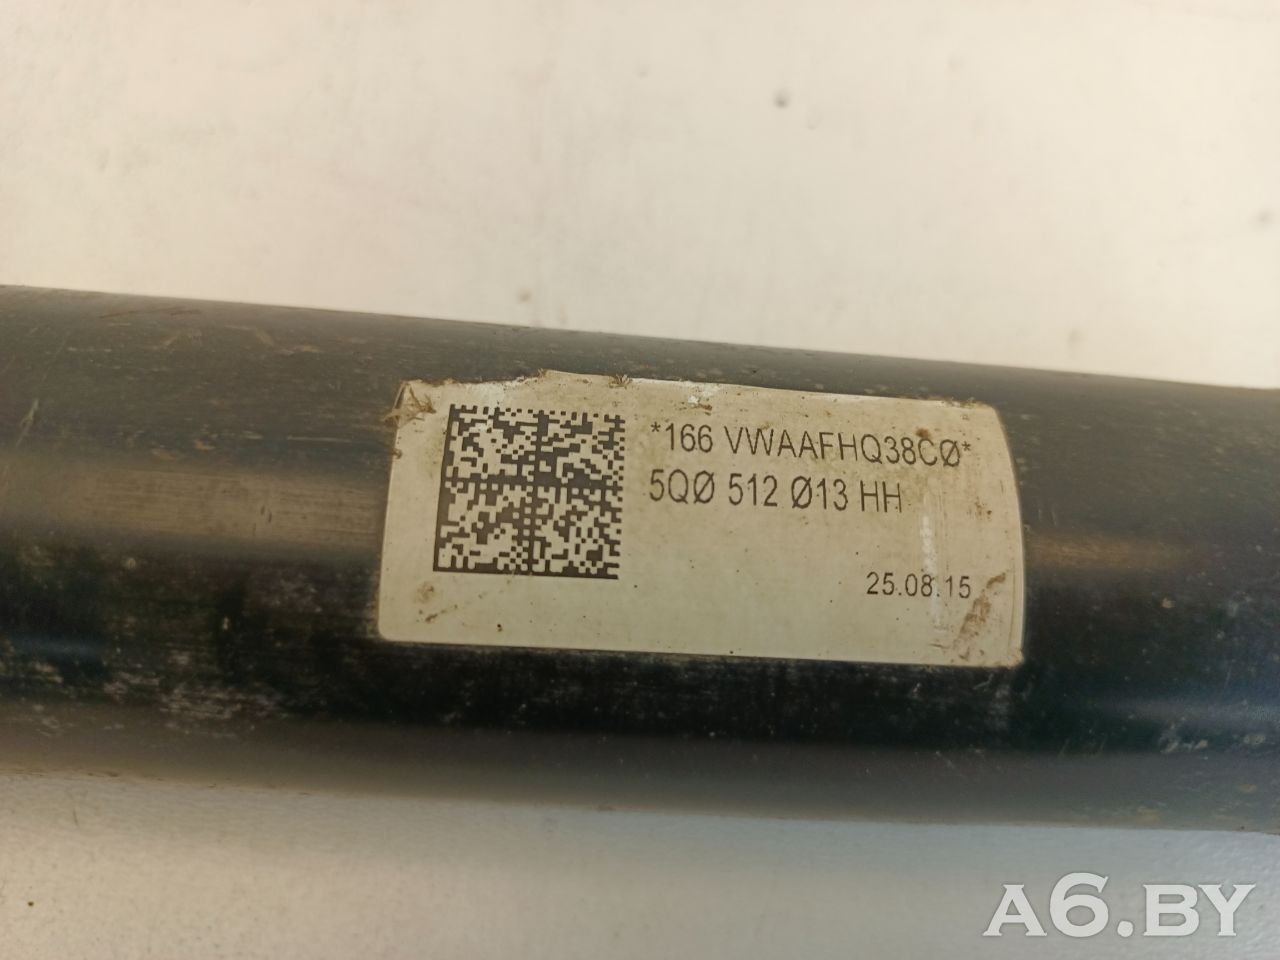 *166 VWAAFHQ38CØ*
5QØ 512 Ø13 HH
25.08.15
A6.BY